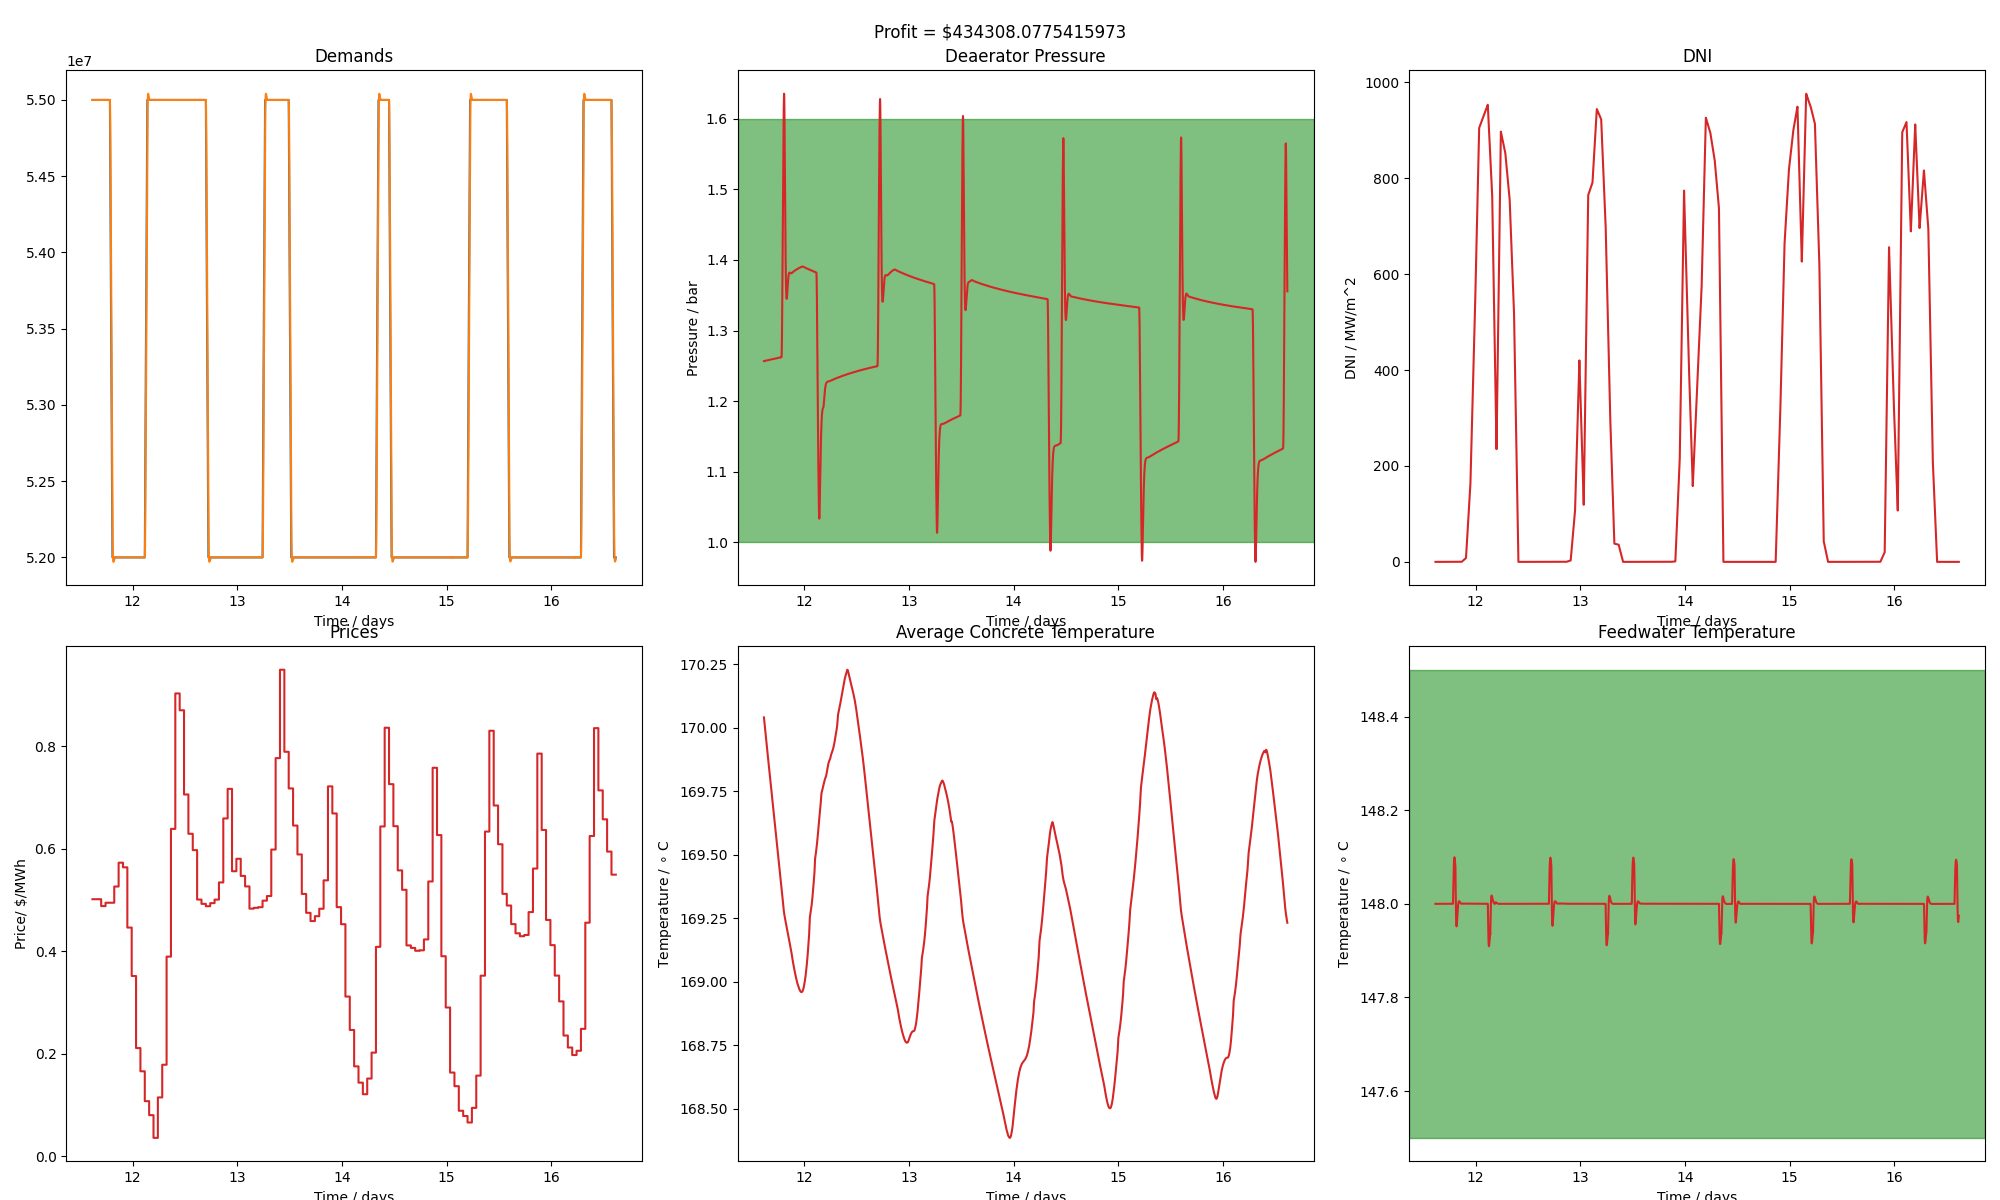 Profit = $434308.0775415973
Demands
1e7
5.50
5.45
5.40
5.35
5.30
5.25
5.20
12 13 14 15 16
Time / days
Deaerator Pressure
Pressure / bar
1.6
1.5
1.4
1.3
1.2
1.1
1.0
12 13 14 15 16
Time / days
DNI
DNI / MW/m^2
1000
800
600
400
200
0
12 13 14 15 16
Time / days
Prices
Price/ $/MWh
0.8
0.6
0.4
0.2
0.0
12 13 14 15 16
Time / days
Average Concrete Temperature
Temperature / ∘ C
170.25
170.00
169.75
169.50
169.25
169.00
168.75
168.50
12 13 14 15 16
Time / days
Feedwater Temperature
Temperature / ∘ C
148.4
148.2
148.0
147.8
147.6
12 13 14 15 16
Time / days